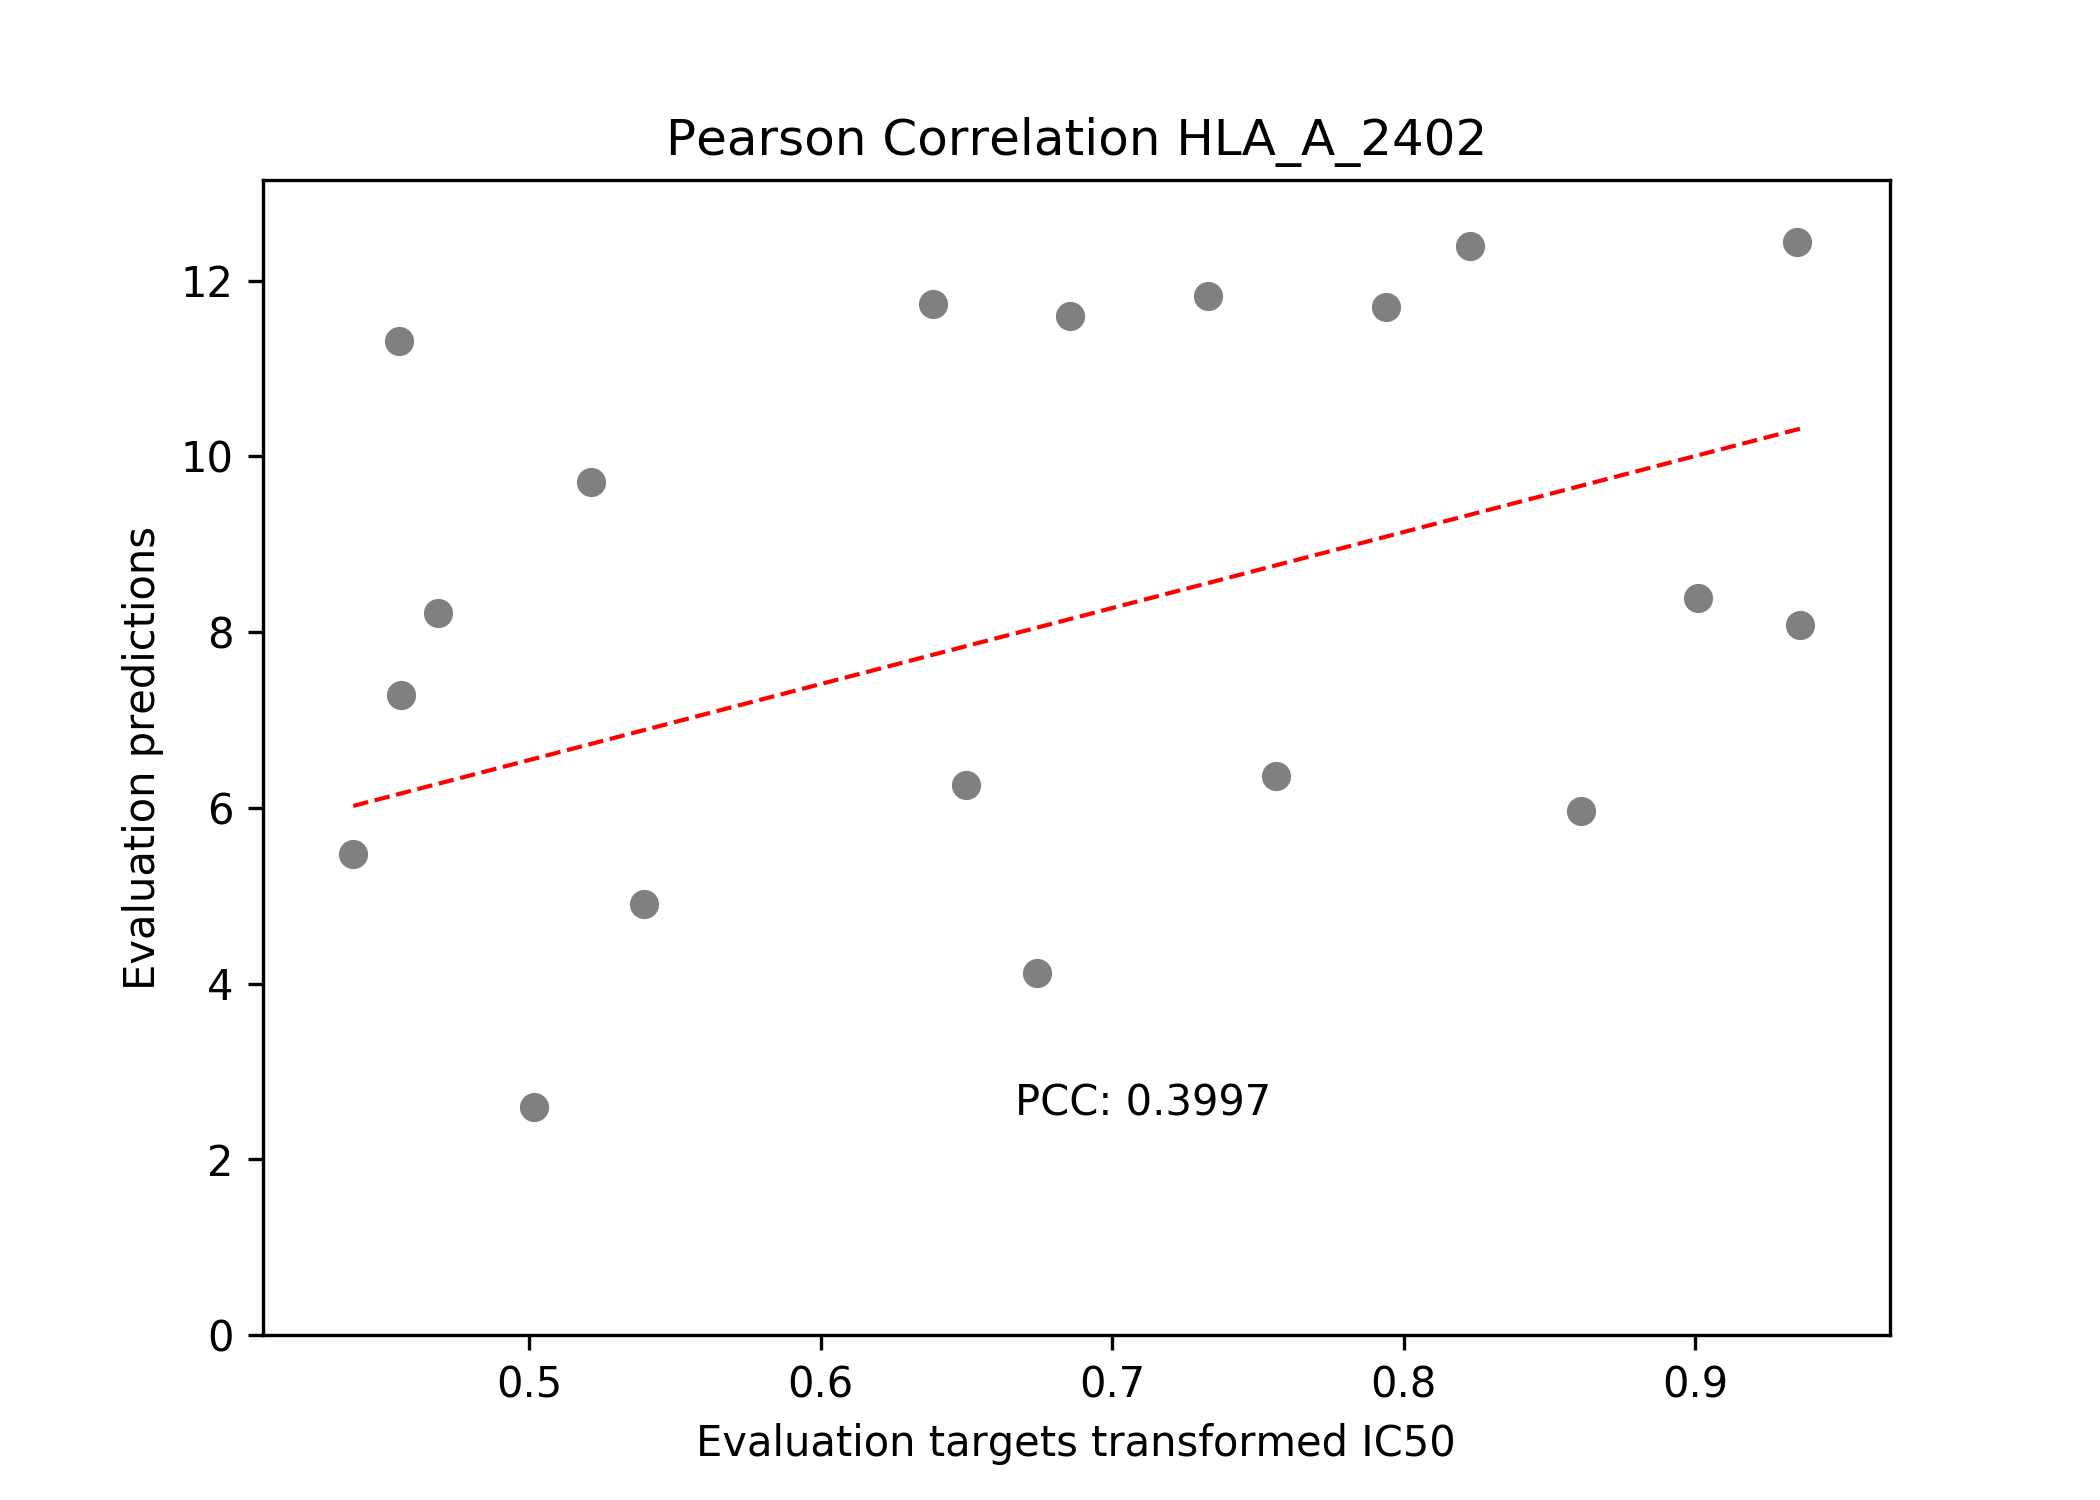 Pearson Correlation HLA_A_2402
12
10
8
6
4
2
0
Evaluation predictions
PCC: 0.3997
0.5 0.6 0.7 0.8 0.9
Evaluation targets transformed IC50